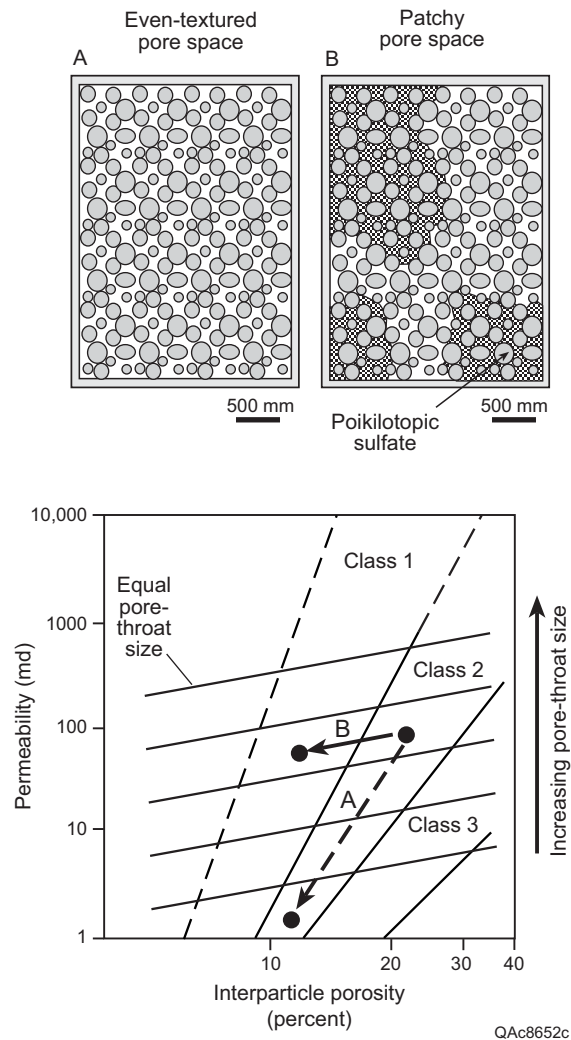 Even-textured
pore space
Patchy
pore space
A
B
500 mm
500 mm
Poikilotopic
sulfate
10,000
1000
100
10
1
Permeability (md)
Equal
pore-
throat
size
Class 1
Class 2
Class 3
B
A
Increasing pore-throat size
10
20
30
40
Interparticle porosity
(percent)
QAc8652c